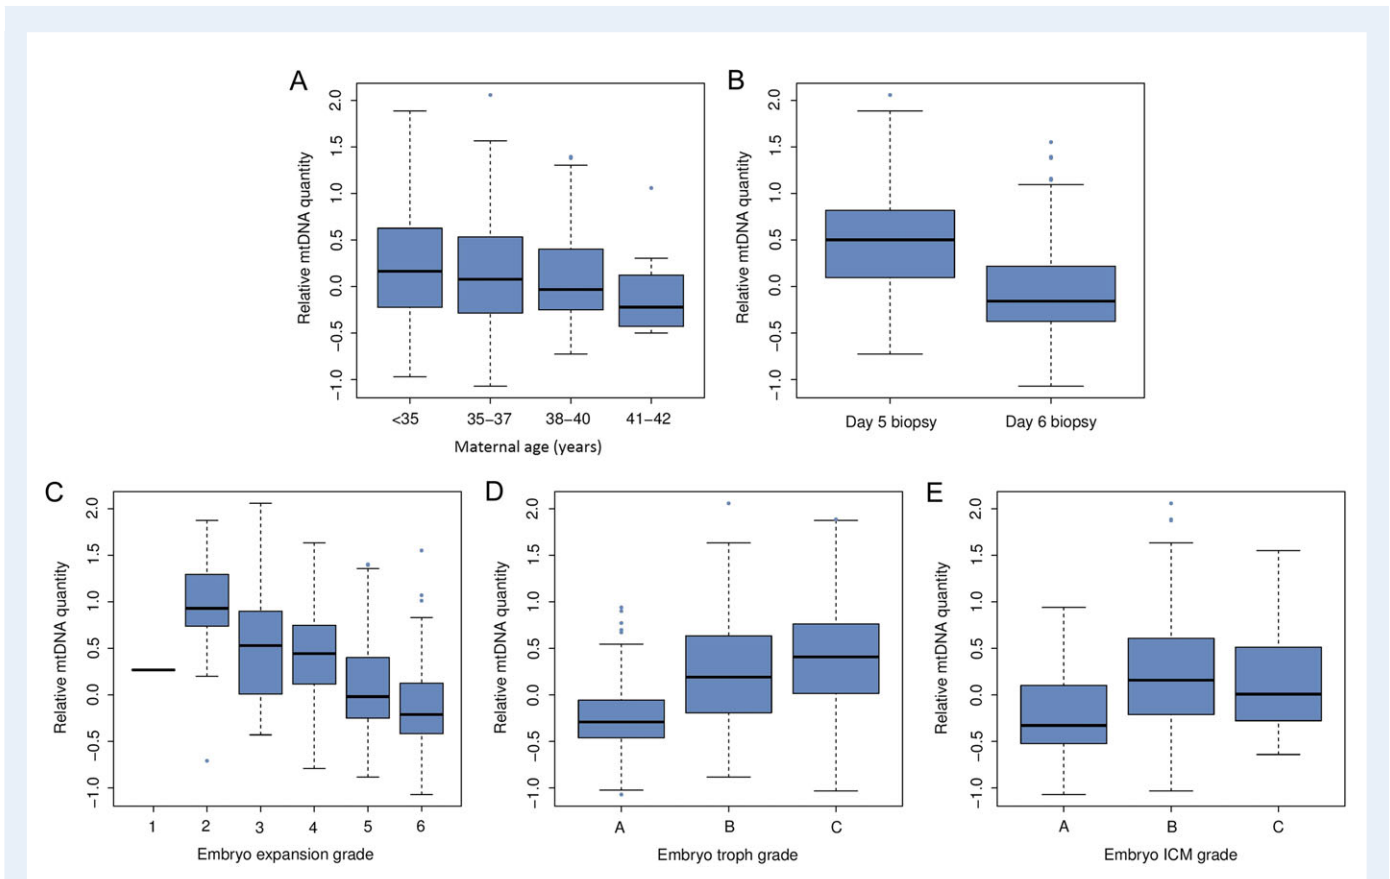 A
Relative mtDNA quantity
2.0
1.5
1.0
0.5
0.0
−0.5
−1.0
<35 35–37 38–40 41–42
Maternal age (years)
B
Relative mtDNA quantity
2.0
1.5
1.0
0.5
0.0
−0.5
−1.0
Day 5 biopsy Day 6 biopsy
C
Relative mtDNA quantity
2.0
1.5
1.0
0.5
0.0
−0.5
−1.0
1 2 3 4 5 6
Embryo expansion grade
D
Relative mtDNA quantity
2.0
1.5
1.0
0.5
0.0
−0.5
−1.0
A B C
Embryo troph grade
E
Relative mtDNA quantity
2.0
1.5
1.0
0.5
0.0
−0.5
−1.0
A B C
Embryo ICM grade